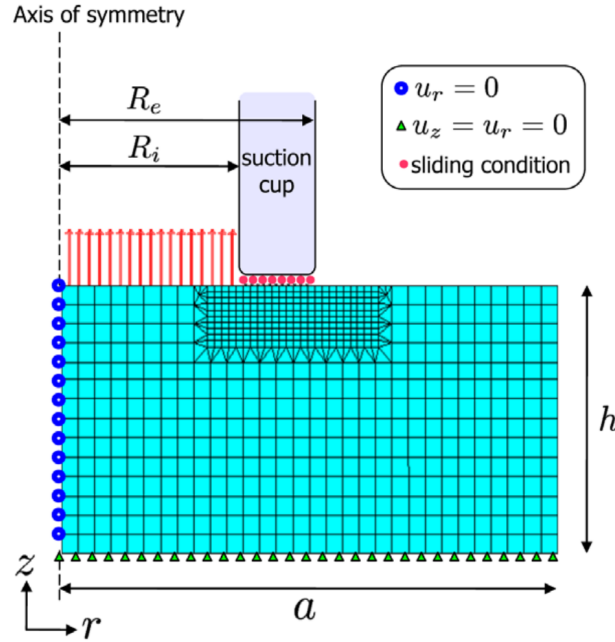 Axis of symmetry
R_e
R_i
suction
cup
u_r = 0
u_z = u_r = 0
sliding condition
h
z
r
a